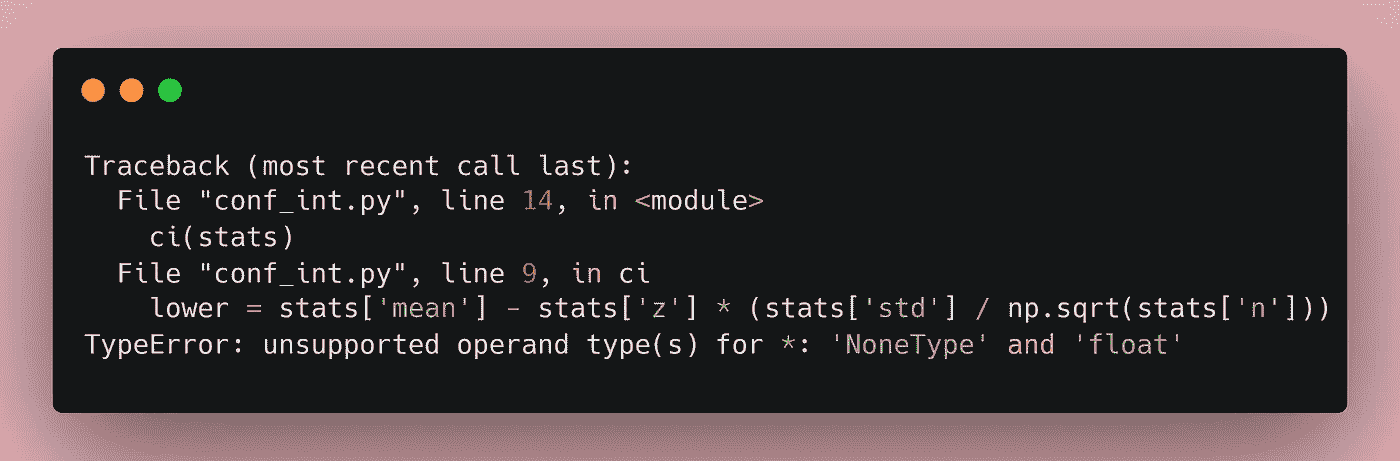 Traceback (most recent call last):
File "conf_int.py", line 14, in <module>
ci(stats)
File "conf_int.py", line 9, in ci
lower = stats['mean'] - stats['z'] * (stats['std'] / np.sqrt(stats['n']))
TypeError: unsupported operand type(s) for *: 'NoneType' and 'float'